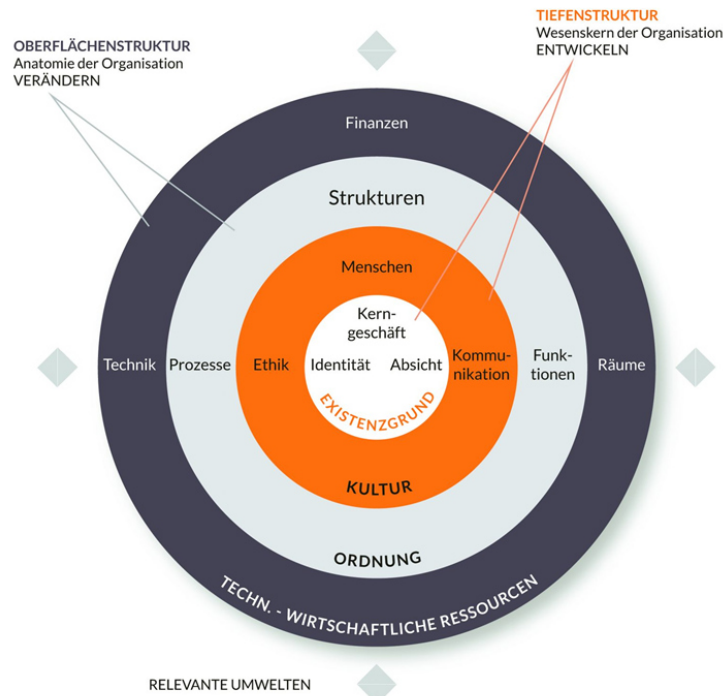 OBERFLÄCHENSTRUKTUR
Anatomie der Organisation
VERÄNDERN
TIEFENSTRUKTUR
Wesenskern der Organisation
ENTWICKELN
Finanzen
Strukturen
Menschen
Kern-
geschäft
Technik
Prozesse
Ethik
Identität
Absicht
Kommu-
nikation
Funk-
tionen
Räume
EXISTENZGRUND
KULTUR
ORDNUNG
TECHN. - WIRTSCHAFTLICHE RESSOURCEN
RELEVANTE UMWELTEN